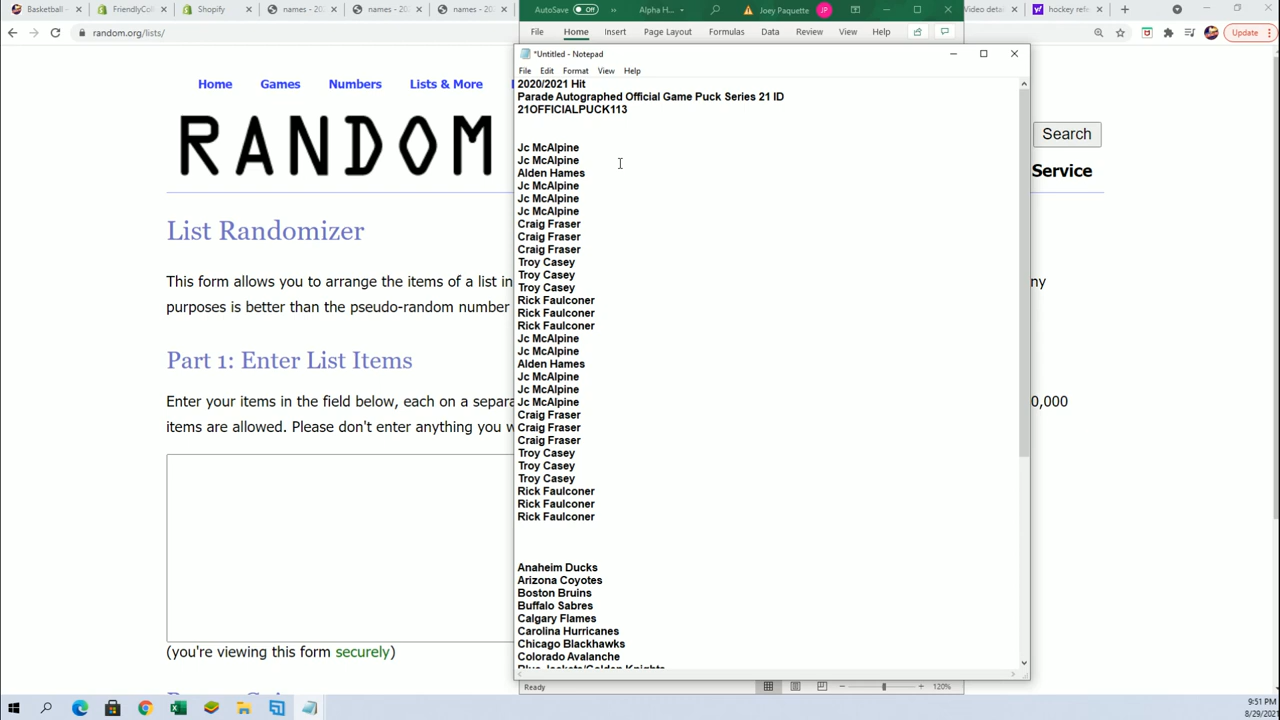 Basketball
FriendlyCol
Shopify
names - 202
names - 202
names - 202
AutoSave
Off
Alpha H...
Joey Paquette
JP
Video detail
hockey refer
random.org/lists/
Update
File
Home
Insert
Page Layout
Formulas
Data
Review
View
Help
*Untitled - Notepad
File Edit Format View Help
Home
Games
Numbers
Lists & More
RANDOM
Search
Service
List Randomizer
This form allows you to arrange the items of a list in
ny
purposes is better than the pseudo-random number
Part 1: Enter List Items
Enter your items in the field below, each on a separa
0,000
items are allowed. Please don't enter anything you w
(you're viewing this form securely)
2020/2021 Hit
Parade Autographed Official Game Puck Series 21 ID
21OFFICIALPUCK113
Jc McAlpine
Jc McAlpine
Alden Hames
Jc McAlpine
Jc McAlpine
Jc McAlpine
Craig Fraser
Craig Fraser
Craig Fraser
Troy Casey
Troy Casey
Troy Casey
Rick Faulconer
Rick Faulconer
Rick Faulconer
Jc McAlpine
Jc McAlpine
Alden Hames
Jc McAlpine
Jc McAlpine
Jc McAlpine
Craig Fraser
Craig Fraser
Craig Fraser
Troy Casey
Troy Casey
Troy Casey
Rick Faulconer
Rick Faulconer
Rick Faulconer
Anaheim Ducks
Arizona Coyotes
Boston Bruins
Buffalo Sabres
Calgary Flames
Carolina Hurricanes
Chicago Blackhawks
Colorado Avalanche
Blue Jackets/Golden Knights
Ready
120%
9:51 PM
8/29/2021